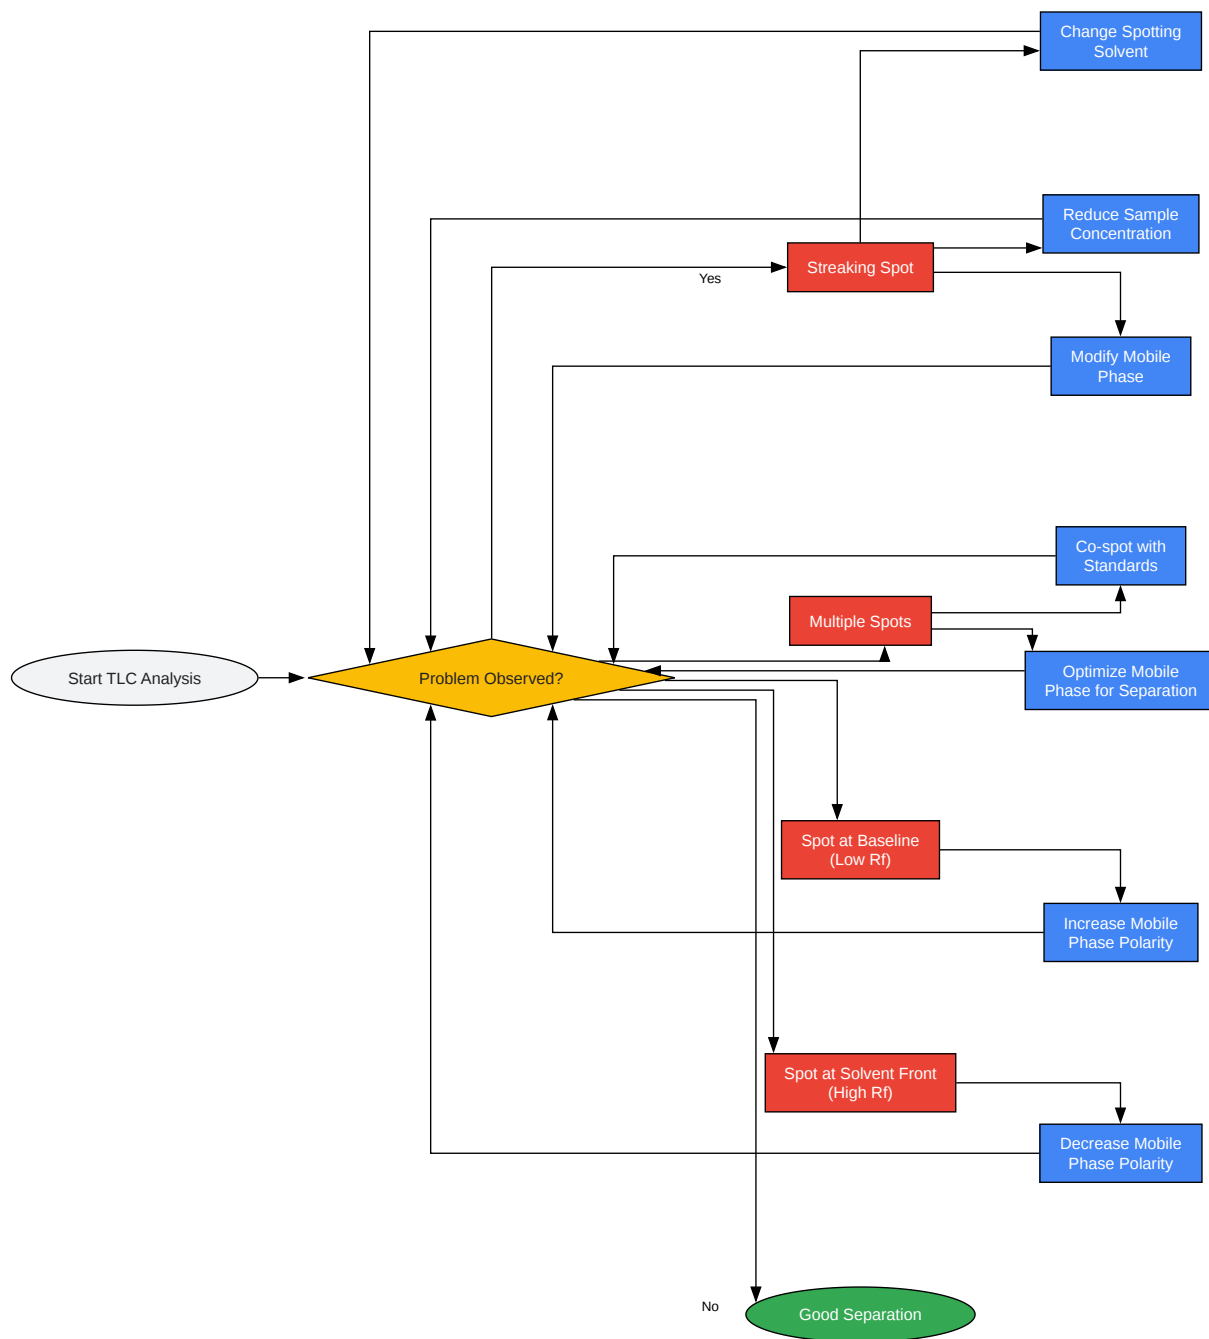 Change Spotting
Solvent
Reduce Sample
Concentration
Streaking Spot
Yes
Modify Mobile
Phase
Co-spot with
Standards
Multiple Spots
Start TLC Analysis
Problem Observed?
Optimize Mobile
Phase for Separation
Spot at Baseline
(Low Rf)
Increase Mobile
Phase Polarity
Spot at Solvent Front
(High Rf)
Decrease Mobile
Phase Polarity
No
Good Separation